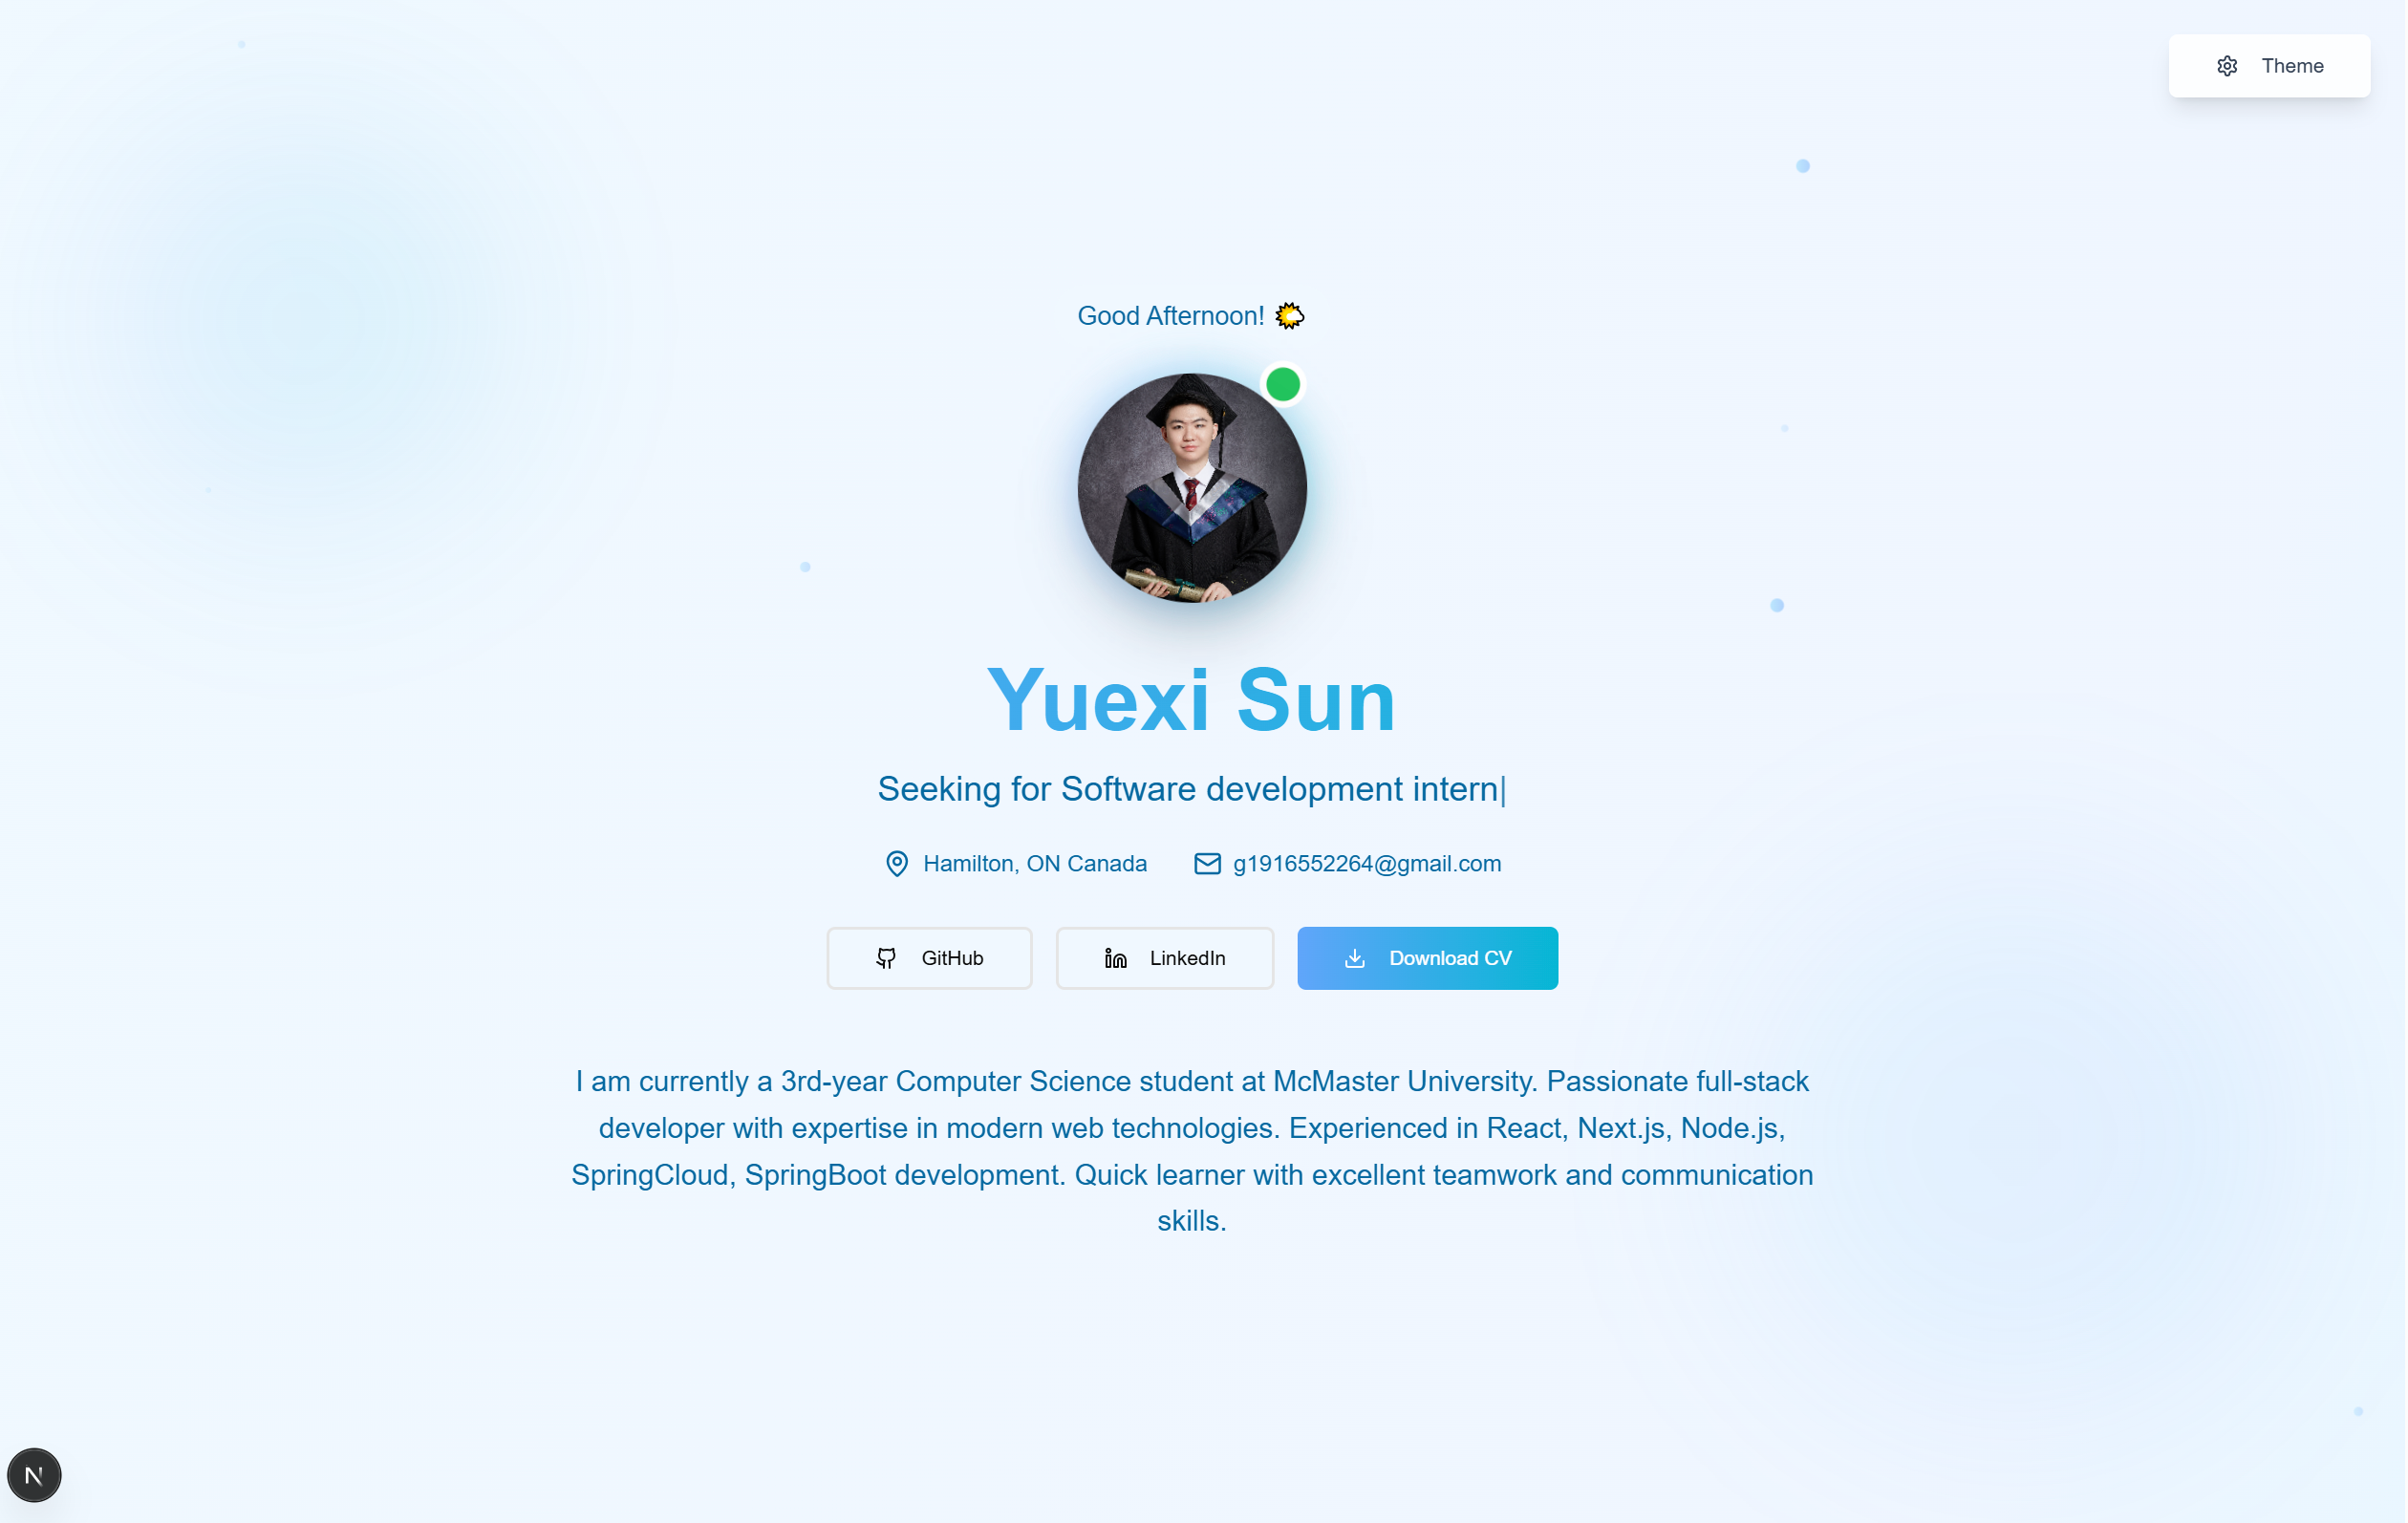 Theme
Good Afternoon! 🌤
Yuexi Sun
Seeking for Software development intern|
Hamilton, ON Canada
g1916552264@gmail.com
GitHub
LinkedIn
Download CV
I am currently a 3rd-year Computer Science student at McMaster University. Passionate full-stack
developer with expertise in modern web technologies. Experienced in React, Next.js, Node.js,
SpringCloud, SpringBoot development. Quick learner with excellent teamwork and communication
skills.
N